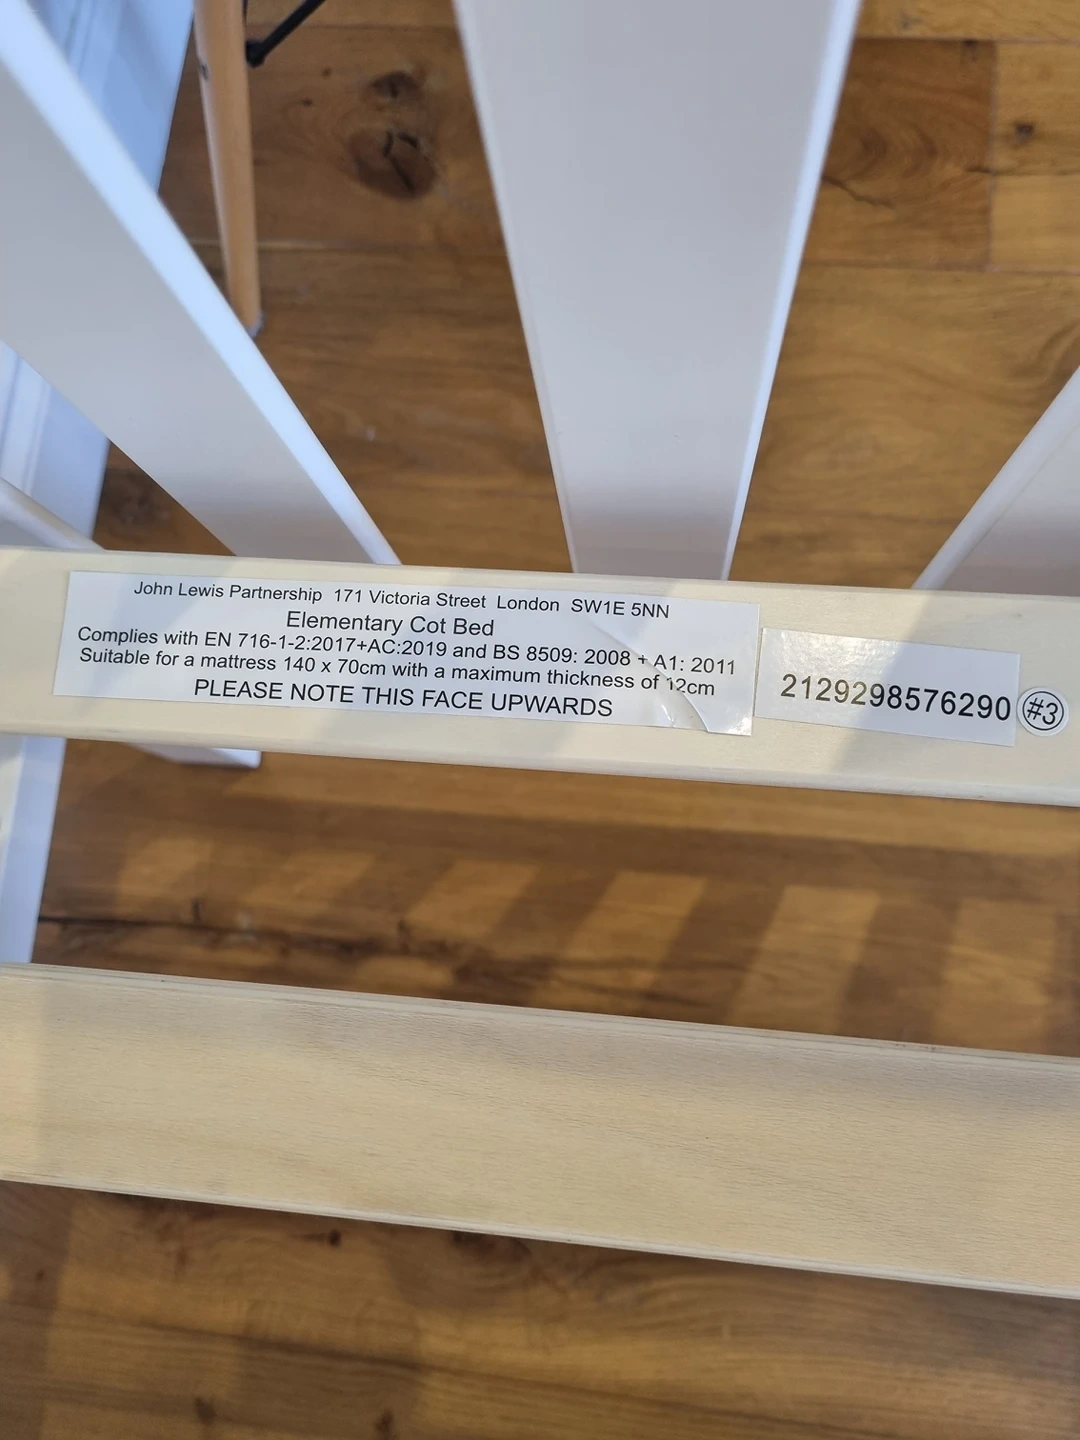 John Lewis Partnership 171 Victoria Street London SW1E 5NN
Elementary Cot Bed
Complies with EN 716-1-2:2017+AC:2019 and BS 8509: 2008 + A1: 2011
Suitable for a mattress 140 x 70cm with a maximum thickness of 12cm
PLEASE NOTE THIS FACE UPWARDS
2129298576290
#3